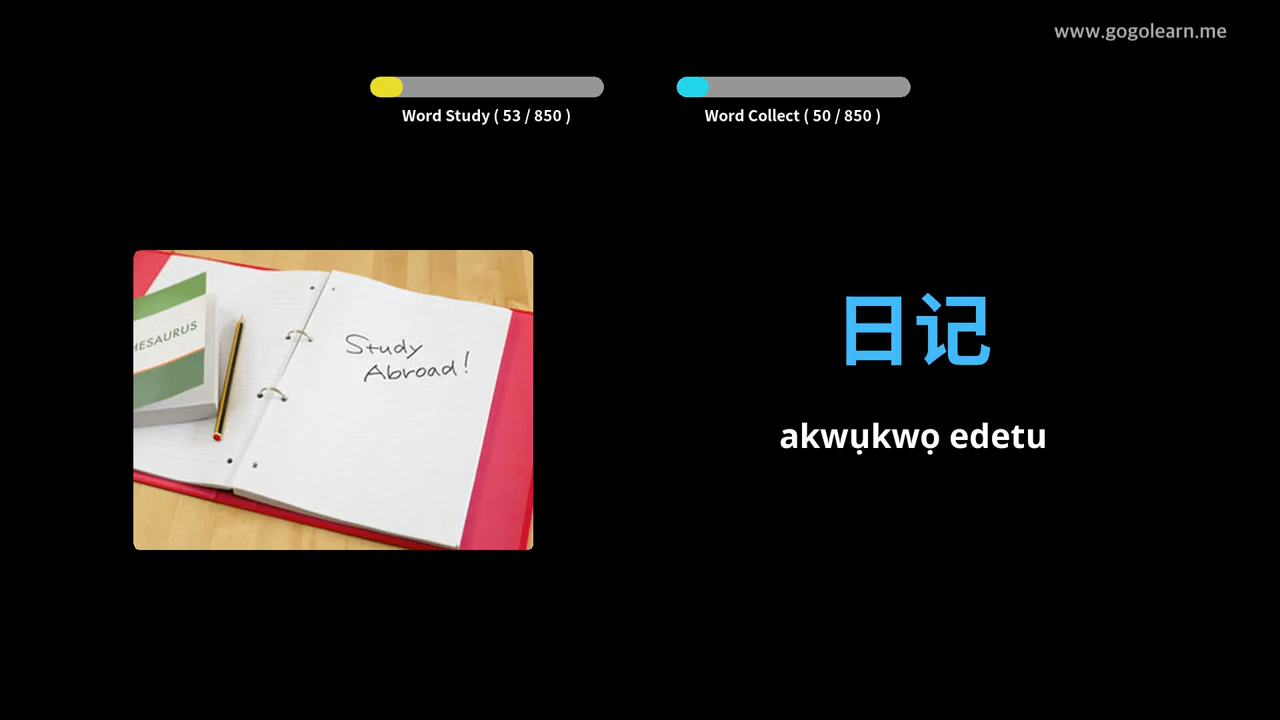 www.gogolearn.me
Word Study ( 53 / 850 )
Word Collect ( 50 / 850 )
HESAURUS
Study
Abroad!
日记
akwụkwọ edetu